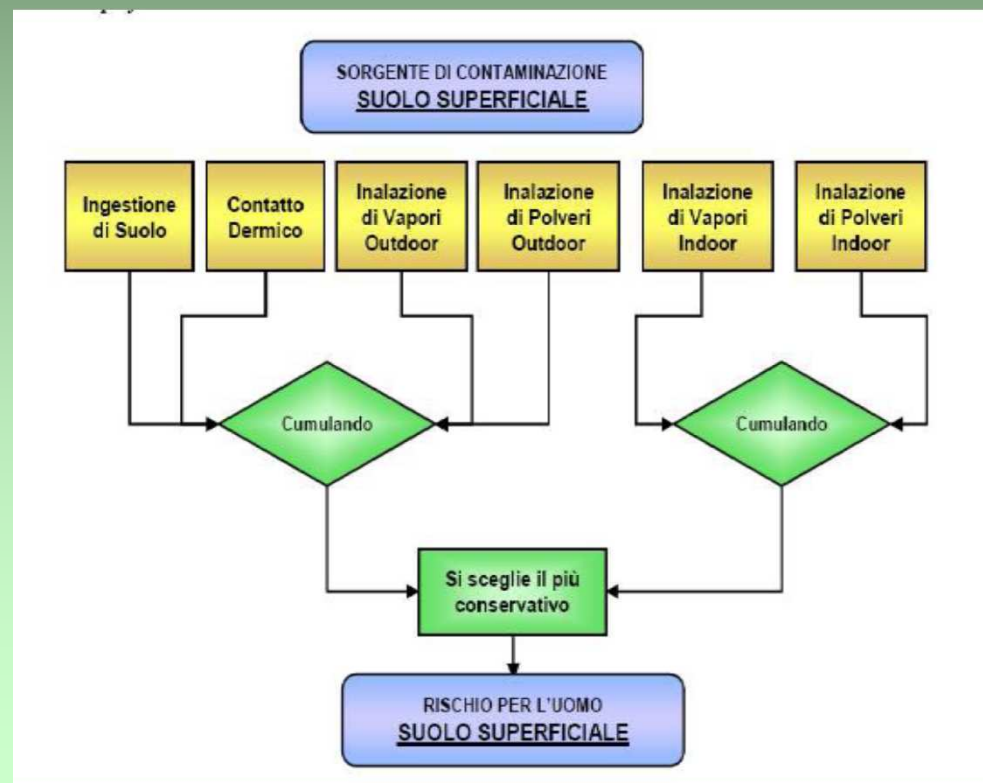 SORGENTE DI CONTAMINAZIONE
SUOLO SUPERFICIALE
Ingestione
di Suolo
Contatto
Dermico
Inalazione
di Vapori
Outdoor
Inalazione
di Polveri
Outdoor
Inalazione
di Vapori
Indoor
Inalazione
di Polveri
Indoor
Cumulando
Cumulando
Si sceglie il più
conservativo
RISCHIO PER L'UOMO
SUOLO SUPERFICIALE